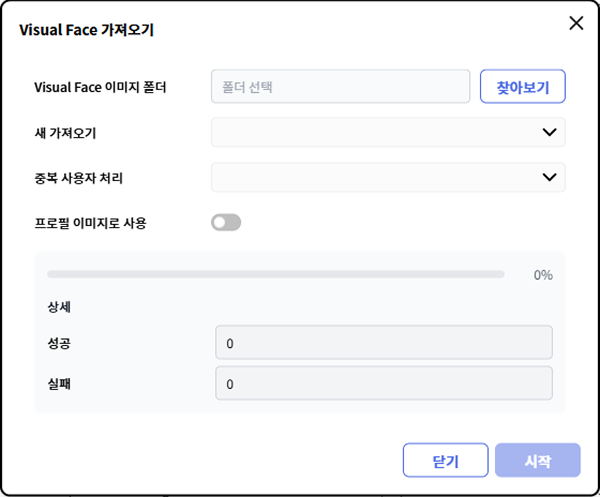 Visual Face 가져오기
Visual Face 이미지 폴더
폴더 선택
찾아보기
새 가져오기
중복 사용자 처리
프로필 이미지로 사용
0%
상세
성공
0
실패
0
닫기
시작